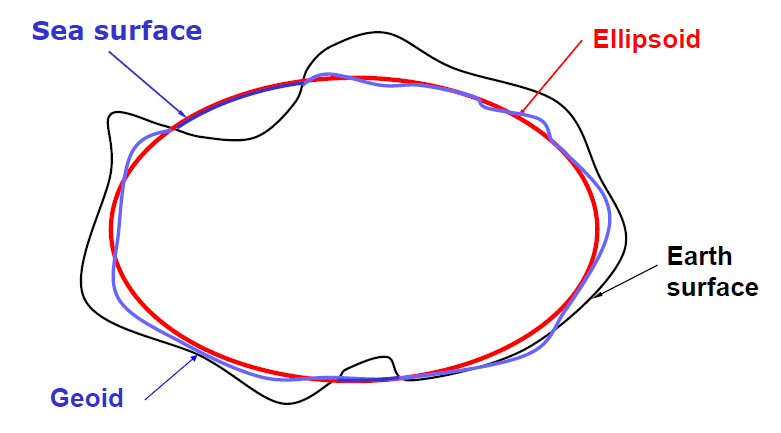 Sea surface
Ellipsoid
Earth
surface
Geoid